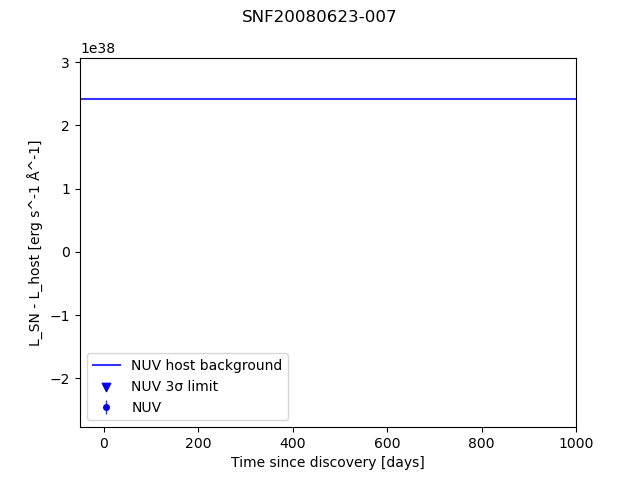 SNF20080623-007
1e38
3
2
1
0
−1
−2
L_SN - L_host [erg s^-1 Å^-1]
NUV host background
NUV 3σ limit
NUV
0 200 400 600 800 1000
Time since discovery [days]